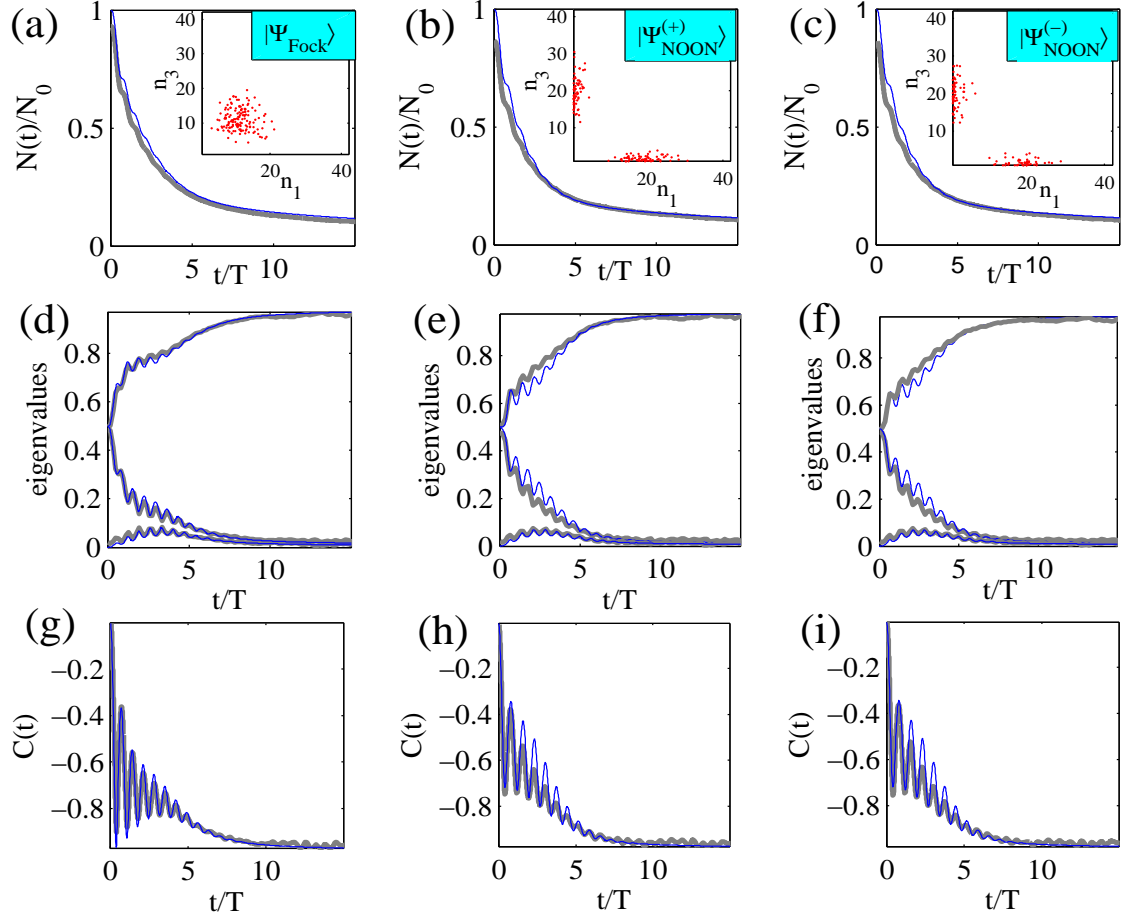 (a) (b) (c)
|Ψ_Fock⟩ |Ψ_NOON^(+)⟩ |Ψ_NOON^(−)⟩
1 1 1
40 40 40
n_3 n_3 n_3
30 30 30
20 20 20
10 10 10
20 40 20 40 20 40
n_1 n_1 n_1
N(t)/N_0 N(t)/N_0 N(t)/N_0
0.5 0.5 0.5
0 0 0
0 5 10 0 5 10 0 5 10
t/T t/T t/T
(d) (e) (f)
eigenvalues eigenvalues eigenvalues
0.8 0.8 0.8
0.6 0.6 0.6
0.4 0.4 0.4
0.2 0.2 0.2
0 0 0
0 5 10 0 5 10 0 5 10
t/T t/T t/T
(g) (h) (i)
C(t) C(t) C(t)
−0.2 −0.2 −0.2
−0.4 −0.4 −0.4
−0.6 −0.6 −0.6
−0.8 −0.8 −0.8
0 5 10 0 5 10 0 5 10
t/T t/T t/T